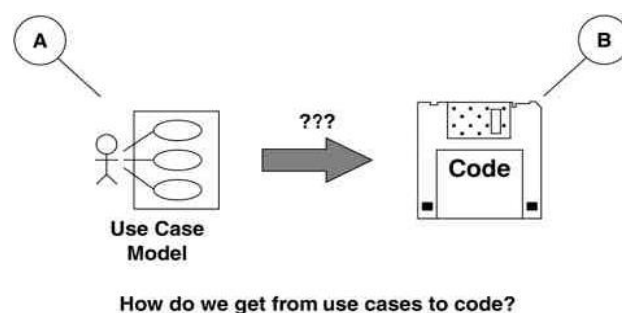 A
B
???
Code
Use Case
Model
How do we get from use cases to code?